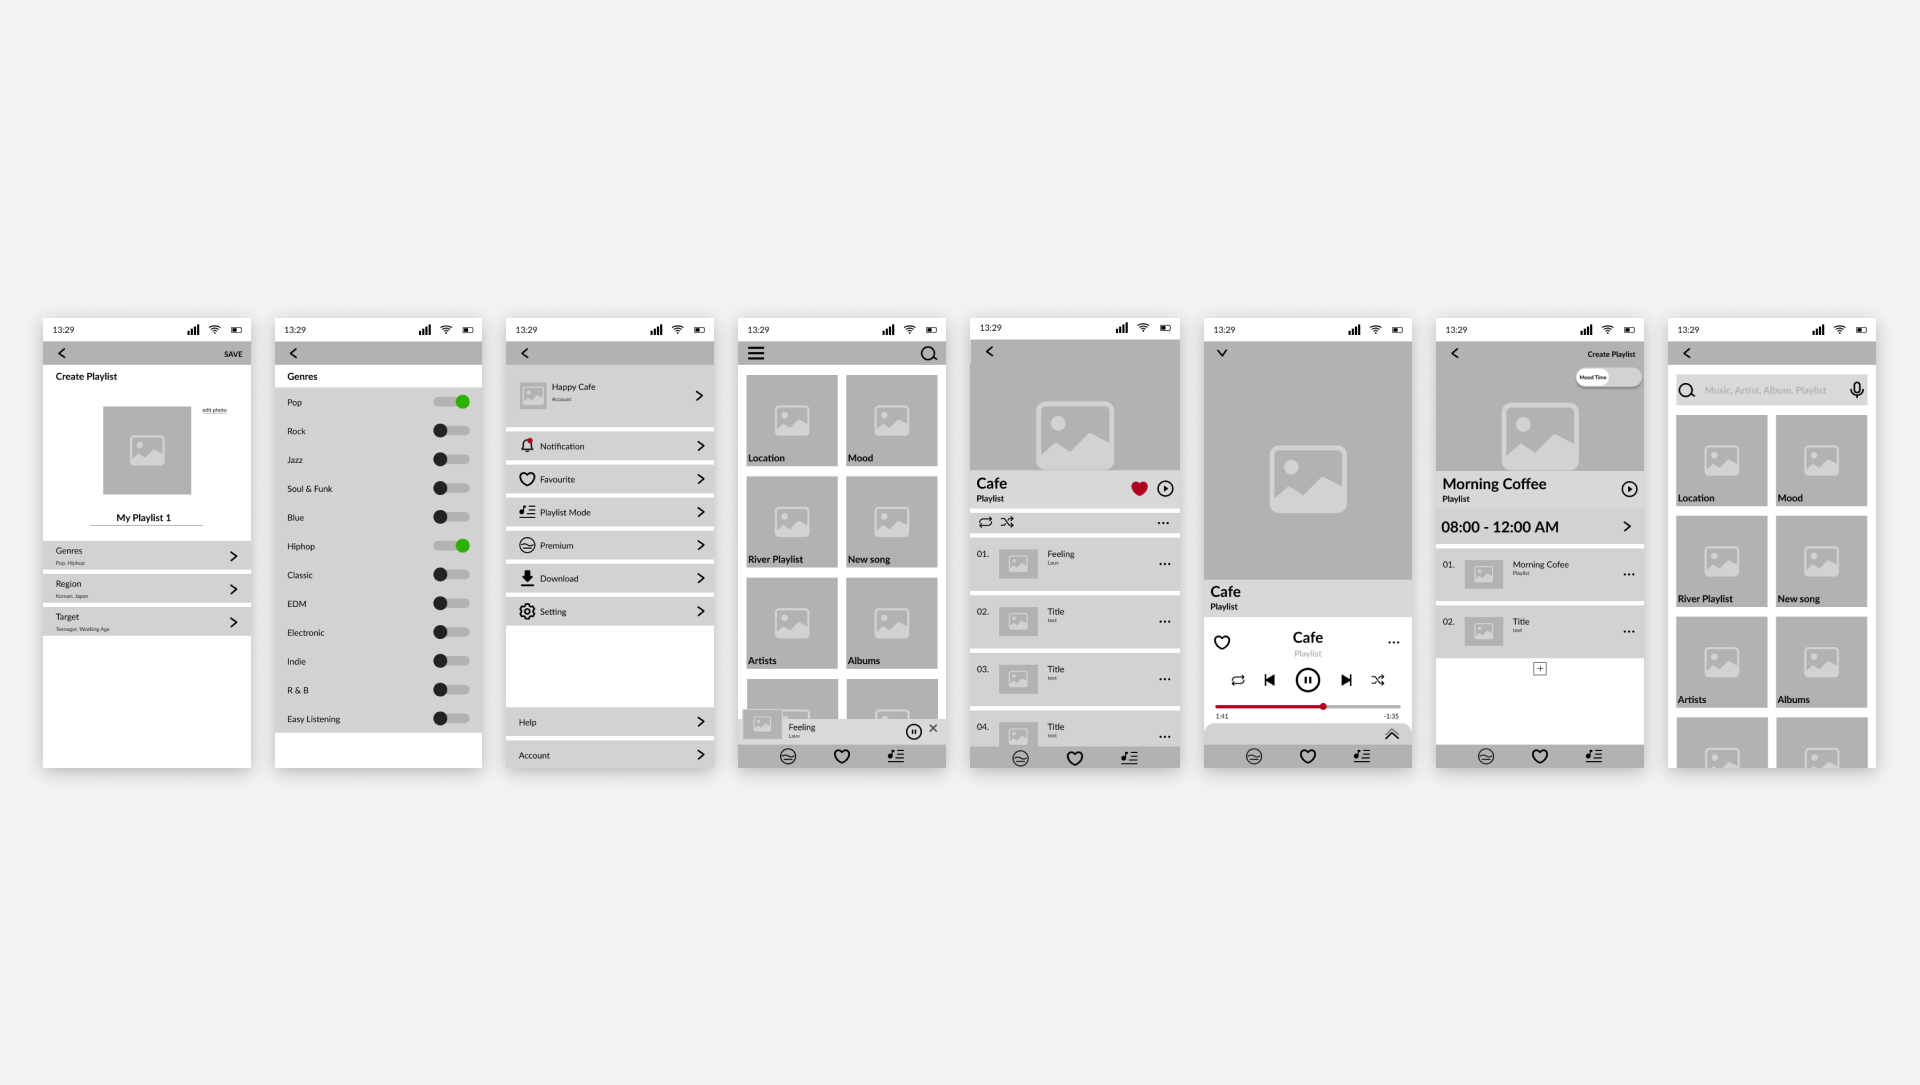 13:29
SAVE
Create Playlist
edit photo
My Playlist 1
Genres
Pop, Hiphop
Region
Korean, Japan
Target
Teenager, Working Age
13:29
Genres
Pop
Rock
Jazz
Soul & Funk
Blue
Hiphop
Classic
EDM
Electronic
Indie
R & B
Easy Listening
13:29
Happy Cafe
Account
Notification
Favourite
Playlist Mode
Premium
Download
Setting
Help
Account
13:29
Location
Mood
River Playlist
New song
Artists
Albums
Feeling
Lauv
13:29
Cafe
Playlist
01.
Feeling
Lauv
02.
Title
text
03.
Title
text
04.
Title
text
13:29
Cafe
Playlist
Cafe
Playlist
1:41
-1:35
13:29
Create Playlist
Mood Time
Morning Coffee
Playlist
08:00 - 12:00 AM
01.
Morning Cofee
Playlist
02.
Title
text
13:29
Music, Artist, Album, Playlist
Location
Mood
River Playlist
New song
Artists
Albums